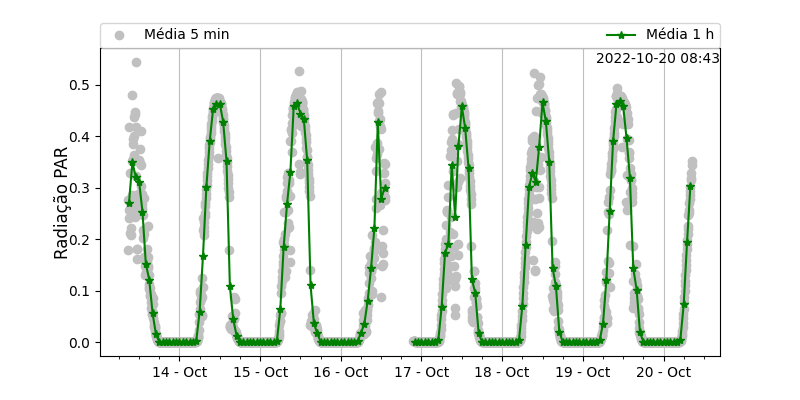 Média 5 min
Média 1 h
2022-10-20 08:43
Radiação PAR
0.5
0.4
0.3
0.2
0.1
0.0
14 - Oct
15 - Oct
16 - Oct
17 - Oct
18 - Oct
19 - Oct
20 - Oct